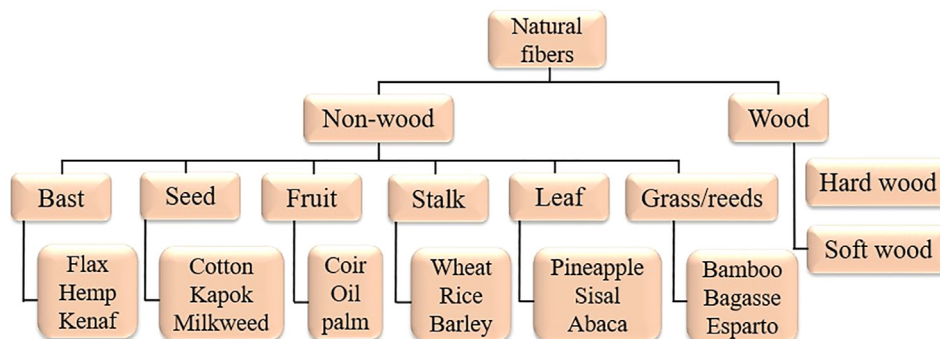 Natural
fibers
Non-wood
Wood
Bast
Seed
Fruit
Stalk
Leaf
Grass/reeds
Hard wood
Soft wood
Flax
Hemp
Kenaf
Cotton
Kapok
Milkweed
Coir
Oil
palm
Wheat
Rice
Barley
Pineapple
Sisal
Abaca
Bamboo
Bagasse
Esparto